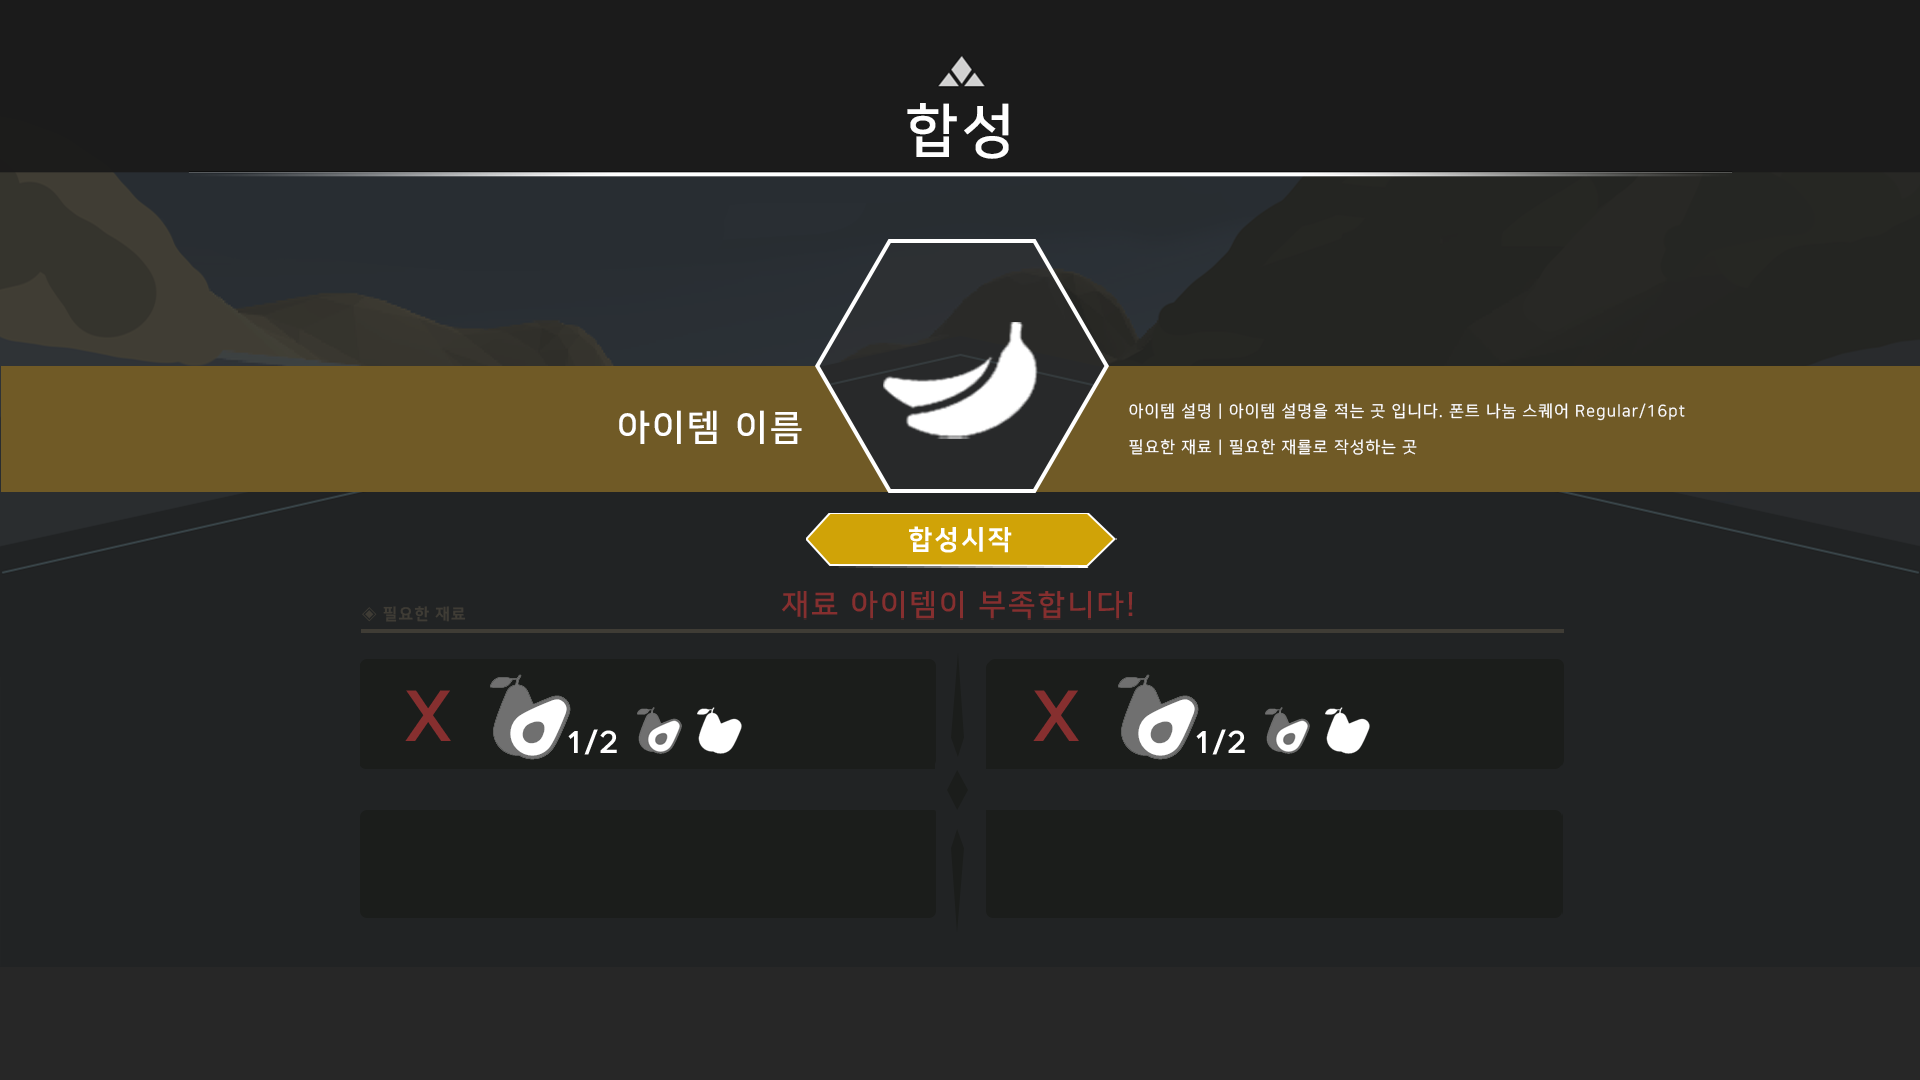 합성
아이템 이름
아이템 설명 | 아이템 설명을 적는 곳 입니다. 폰트 나눔 스퀘어 Regular/16pt
필요한 재료 | 필요한 재룔로 작성하는 곳
합성시작
재료 아이템이 부족합니다!
◈ 필요한 재료
X 1/2
X 1/2